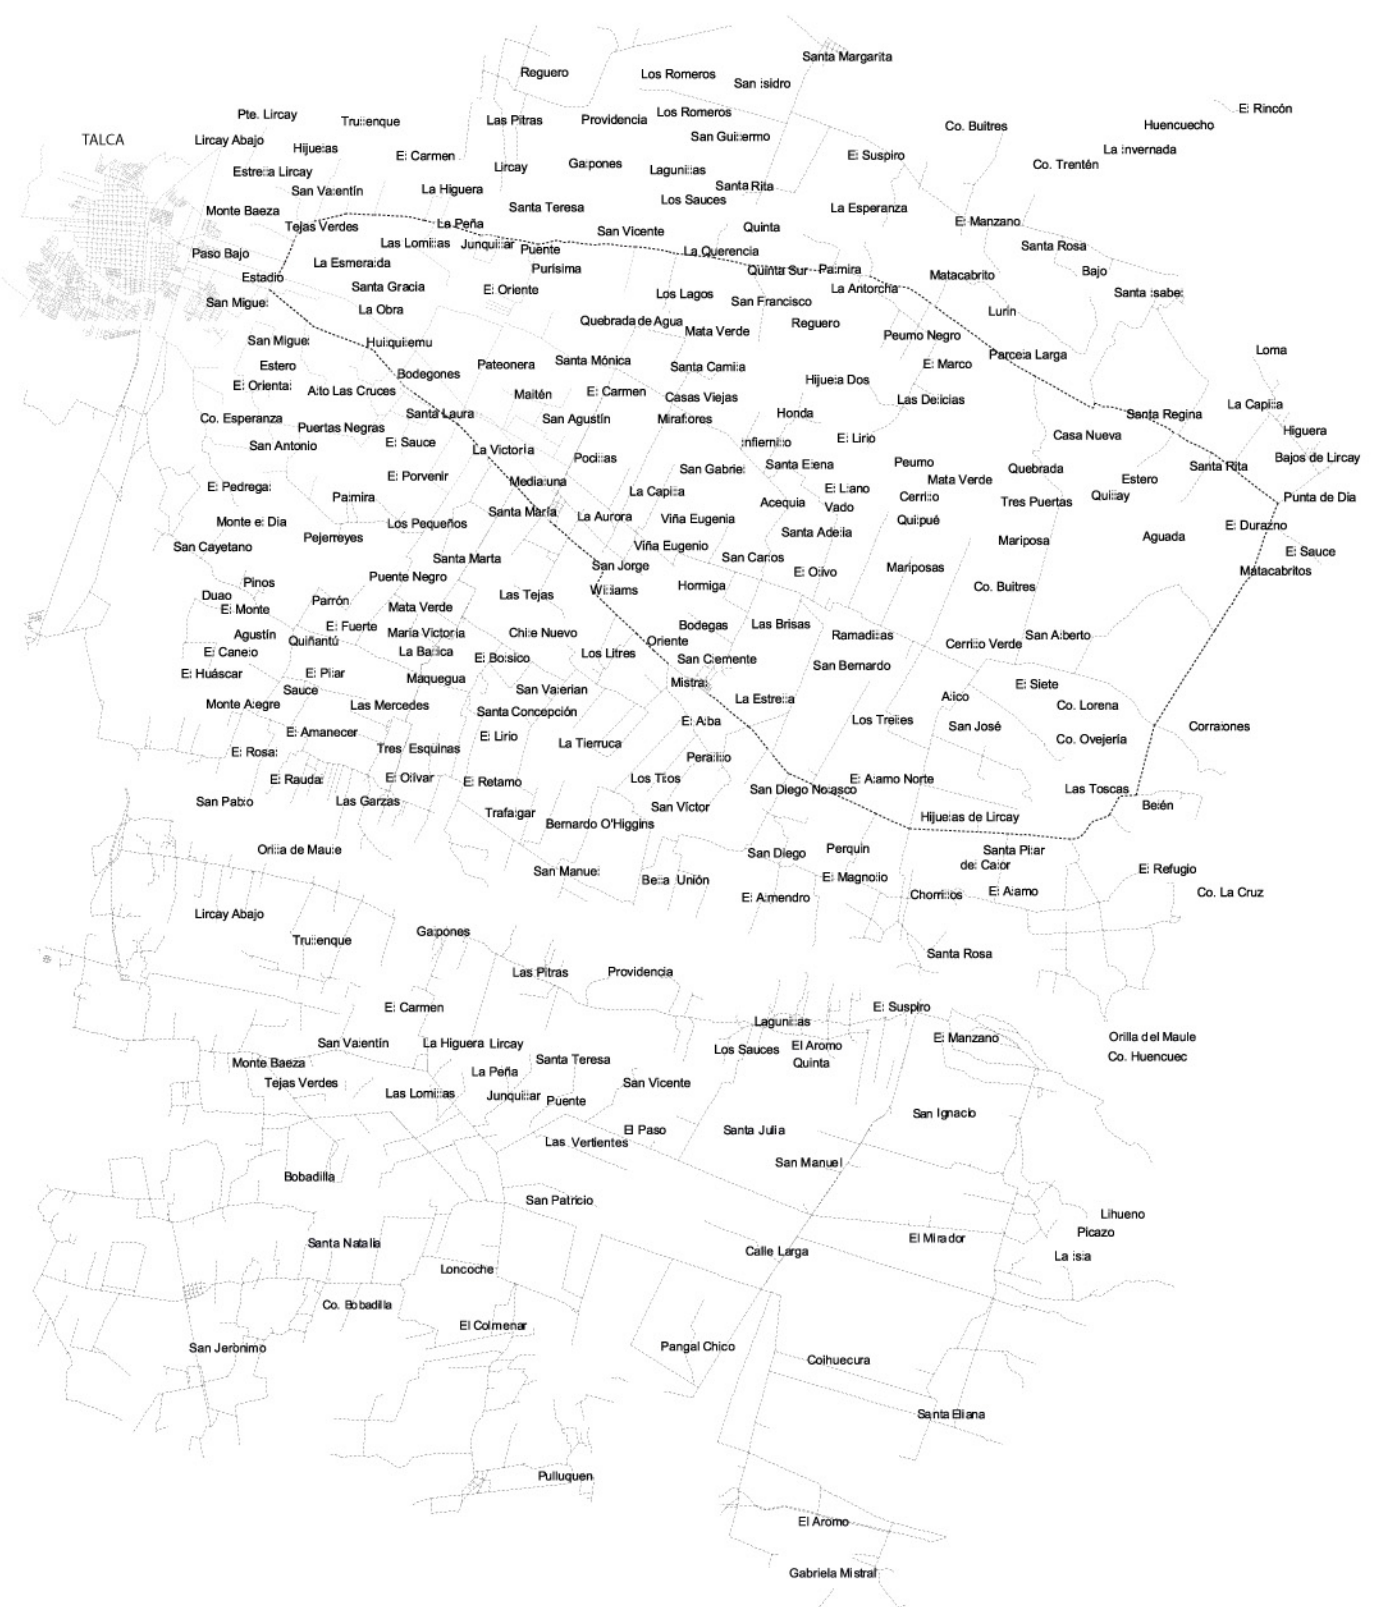 Santa Margarita
Reguero
Los Romeros
San Isidro
El Rincón
Pte. Lircay
Trullenque
Las Pitras
Providencia
Los Romeros
Co. Buitres
Huencuecho
TALCA
Lircay Abajo
Hijuelas
San Guillermo
El Carmen
El Suspiro
La Invernada
Estrella Lircay
Lircay
Galpones
Lagunillas
Co. Trentén
San Valentín
La Higuera
Santa Rita
Los Sauces
Monte Baeza
Santa Teresa
La Esperanza
Tejas Verdes
La Peña
San Vicente
Quinta
El Manzano
Paso Bajo
Las Lomillas
Junquillar
Puente
La Querencia
Santa Rosa
Estadio
La Esmeralda
Purísima
Quinta Sur
Palmira
Matacabrito
Bajo
Santa Gracia
El Oriente
Los Lagos
La Antorcha
Santa Isabel
San Miguel
La Obra
San Francisco
Lurín
Quebrada de Agua
Mata Verde
Reguero
San Miguel
Huilquilemu
Peumo Negro
Estero
Bodegones
Pateonera
Santa Mónica
Santa Camila
El Marco
Parcela Larga
Loma
El Oriental
Alto Las Cruces
Maitén
El Carmen
Casas Viejas
Hijuela Dos
Las Delicias
La Capilla
Co. Esperanza
Puertas Negras
Santa Laura
San Agustín
Miraflores
Honda
Santa Regina
San Antonio
El Sauce
La Victoria
Infiernillo
El Lirio
Casa Nueva
Higuera
El Porvenir
Pocillas
San Gabriel
Santa Elena
Peumo
Quebrada
Santa Rita
Bajos de Lircay
El Pedregal
Palmira
Medialuna
La Capilla
El Llano
Mata Verde
Estero
Monte el Dia
Los Pequeños
Santa María
La Aurora
Viña Eugenia
Acequia
Vado
Cerrillo
Tres Puertas
Quillay
Punta de Dia
San Cayetano
Pejerreyes
Quilpué
El Durazno
Santa Marta
Viña Eugenio
Santa Adelia
Mariposa
Aguada
El Sauce
Pinos
Puente Negro
San Jorge
San Carlos
El Olivo
Mariposas
Matacabritos
Duao
El Monte
Parrón
Mata Verde
Las Tejas
Williams
Hormiga
Co. Buitres
Agustín
Quiñantú
El Fuerte
María Victoria
Chile Nuevo
Oriente
Bodegas
Las Brisas
Ramadillas
Cerrillo Verde
San Alberto
El Canelo
La Balica
El Bolsico
Los Litres
San Clemente
San Bernardo
El Huáscar
El Pilar
Maquegua
Mistral
El Siete
Sauce
San Valerian
La Estrella
Alico
Co. Lorena
Monte Alegre
Las Mercedes
Santa Concepción
El Alba
Los Treiles
San José
Corralones
El Rosal
El Amanecer
Tres Esquinas
El Lirio
La Tierruca
Peralillo
Co. Ovejería
El Raudal
El Olivar
El Retamo
Los Tilos
San Diego Nolasco
El Alamo Norte
Las Toscas
San Pablo
Las Garzas
Trafalgar
San Víctor
Belén
Bernardo O'Higgins
Hijuelas de Lircay
Orilla de Maule
San Diego
Perquin
Santa Pilar
del Calor
San Manuel
Bella Unión
El Magnolio
El Refugio
El Almendro
Chorrillos
El Alamo
Co. La Cruz
Lircay Abajo
Trullenque
Galpones
Santa Rosa
Las Pitras
Providencia
El Carmen
El Suspiro
Lagunillas
San Valentín
La Higuera
Lircay
Los Sauces
El Aromo
El Manzano
Orilla del Maule
Monte Baeza
Santa Teresa
Quinta
Co. Huencuec
Tejas Verdes
La Peña
San Vicente
Las Lomillas
Junquillar
Puente
San Ignacio
Las Vertientes
El Paso
Santa Julia
San Manuel
Bobadilla
San Patricio
Lihueno
Santa Natalia
Calle Larga
El Mirador
Picazo
Loncoche
La Isla
Co. Bobadilla
El Colmenar
San Jerònimo
Pangal Chico
Coihuecura
Santa Eliana
Pulluquen
El Aromo
Gabriela Mistral